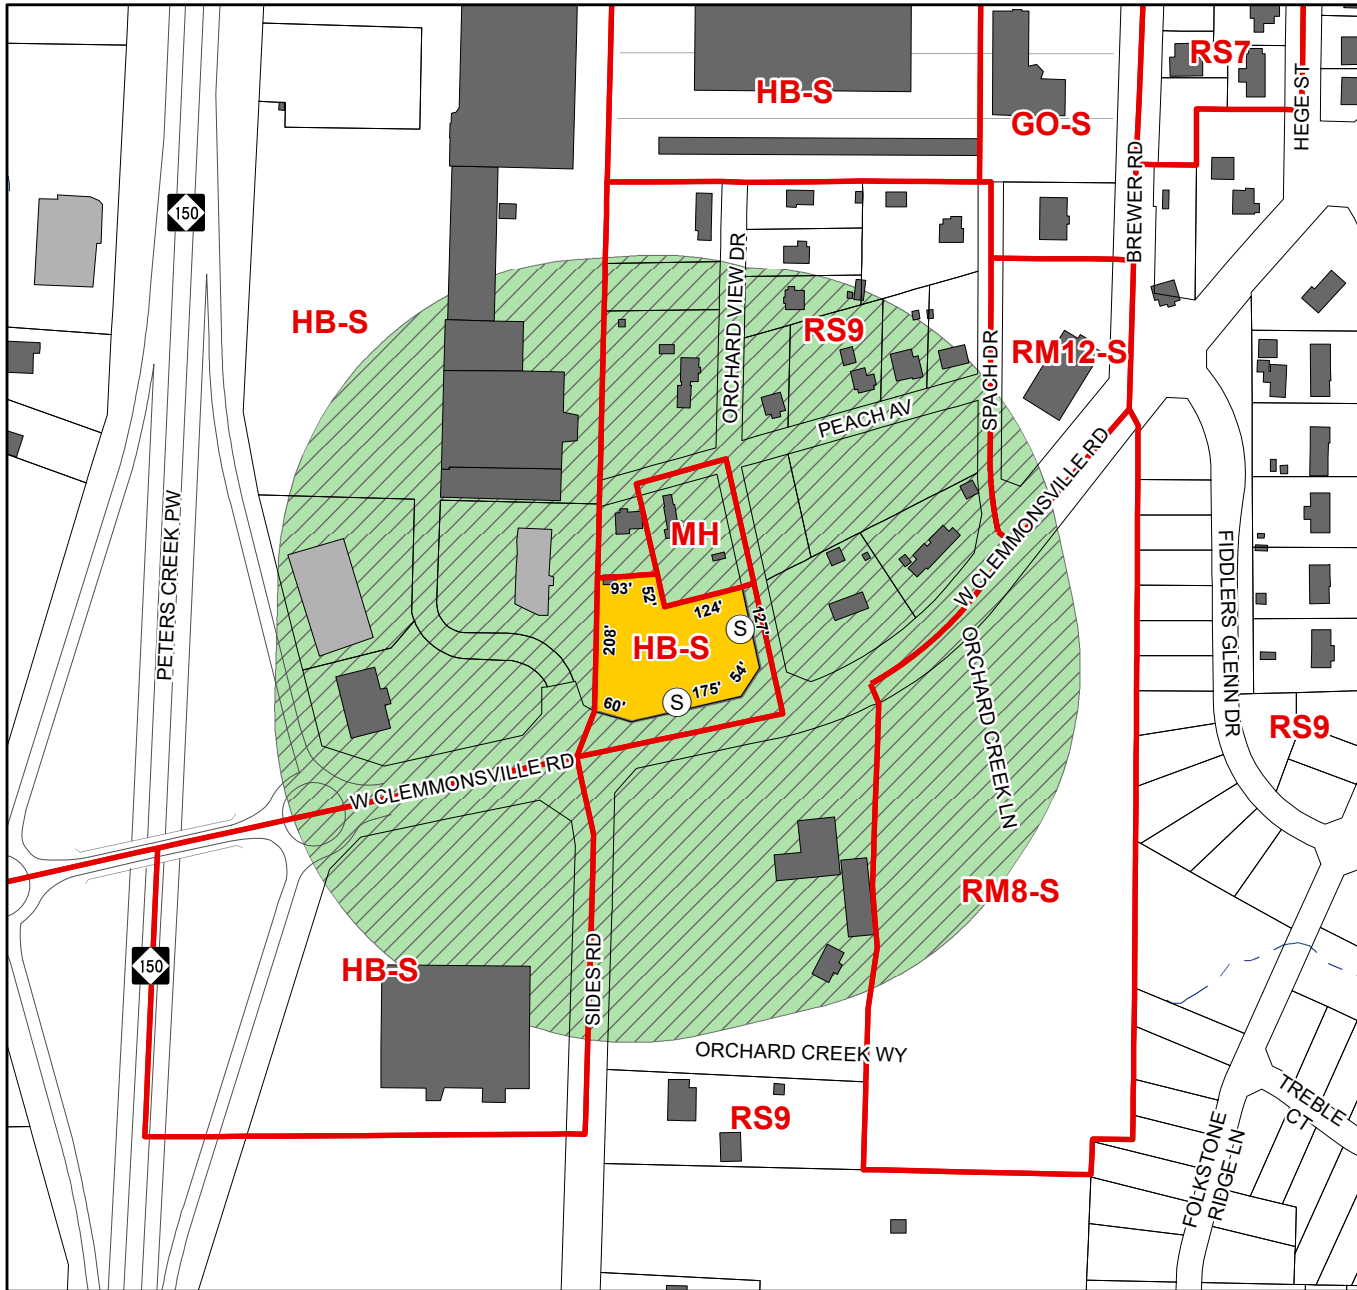 RS7
HB-S
GO-S
HEGE ST
BREWER RD
150
ORCHARD VIEW DR
HB-S
RS9
SPACH DR
RM12-S
PEACH AV
W CLEMMONSVILLE RD
PETERS CREEK PW
MH
FIDDLERS GLENN DR
93'
52'
124'
127'
S
208'
HB-S
54'
175'
S
60'
ORCHARD CREEK LN
RS9
W CLEMMONSVILLE RD
RM8-S
150
HB-S
SIDES RD
ORCHARD CREEK WY
RS9
TREBLE
CT
FOLKSTONE
RIDGE LN